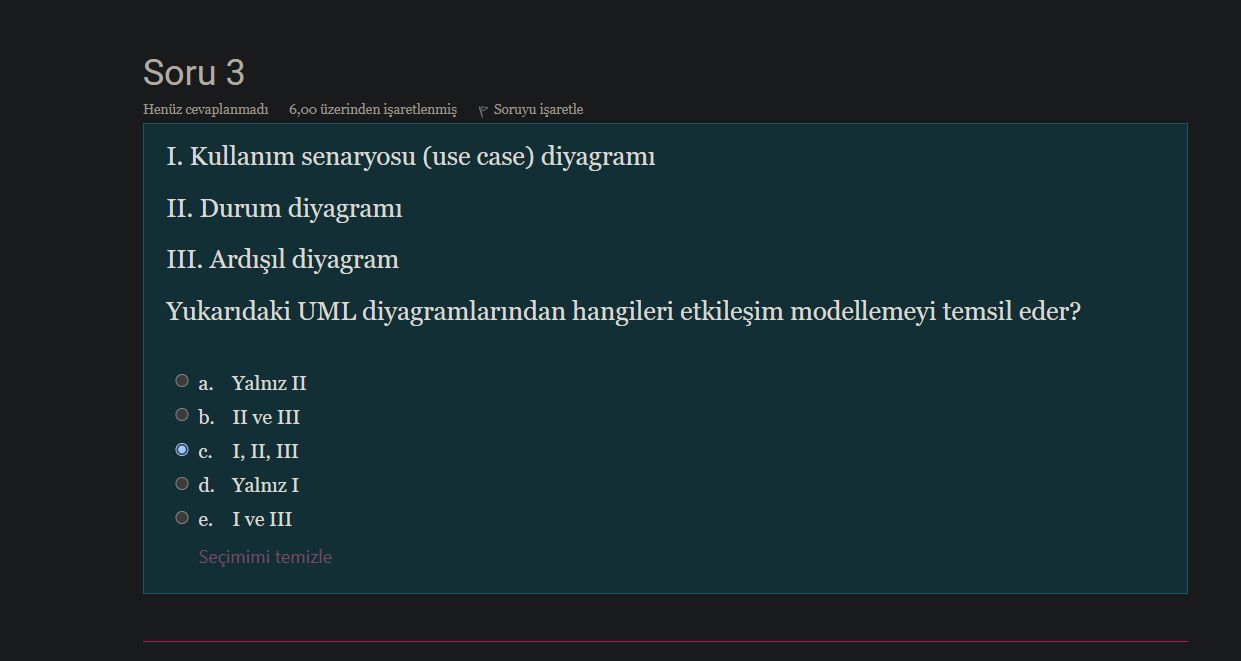 Soru 3
Henüz cevaplanmadı 6,00 üzerinden işaretlenmiş Soruyu işaretle
I. Kullanım senaryosu (use case) diyagramı
II. Durum diyagramı
III. Ardışıl diyagram
Yukarıdaki UML diyagramlarından hangileri etkileşim modellemeyi temsil eder?
a. Yalnız II
b. II ve III
c. I, II, III
d. Yalnız I
e. I ve III
Seçimimi temizle